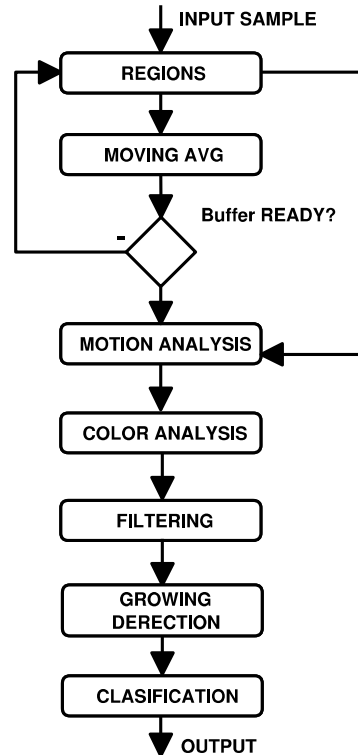 INPUT SAMPLE
REGIONS
MOVING AVG
Buffer READY?
-
MOTION ANALYSIS
COLOR ANALYSIS
FILTERING
GROWING
DERECTION
CLASIFICATION
OUTPUT